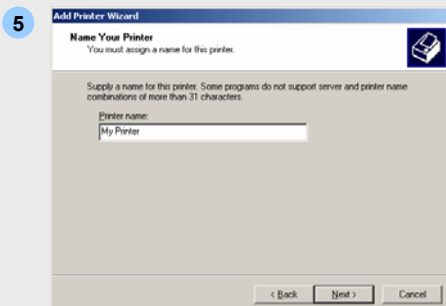 5
Add Printer Wizard
Name Your Printer
You must assign a name for this printer.
Supply a name for this printer. Some programs do not support server and printer name
combinations of more than 31 characters.
Printer name:
My Printer
< Back Next > Cancel